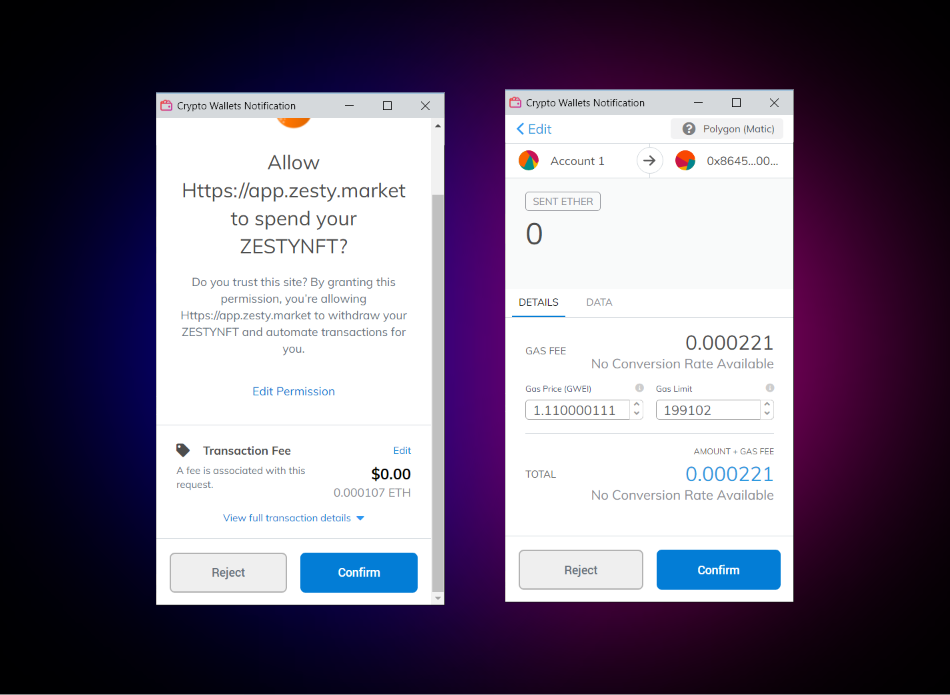 Crypto Wallets Notification
Allow
Https://app.zesty.market
to spend your
ZESTYNFT?
Do you trust this site? By granting this
permission, you're allowing
Https://app.zesty.market to withdraw your
ZESTYNFT and automate transactions for
you.
Edit Permission
Transaction Fee
Edit
A fee is associated with this
request.
$0.00
0.000107 ETH
View full transaction details
Reject
Confirm
Crypto Wallets Notification
Edit
? Polygon (Matic)
Account 1
0x8645...00...
SENT ETHER
0
DETAILS
DATA
GAS FEE
0.000221
No Conversion Rate Available
Gas Price (GWEI)
Gas Limit
1.110000111
199102
AMOUNT + GAS FEE
TOTAL
0.000221
No Conversion Rate Available
Reject
Confirm